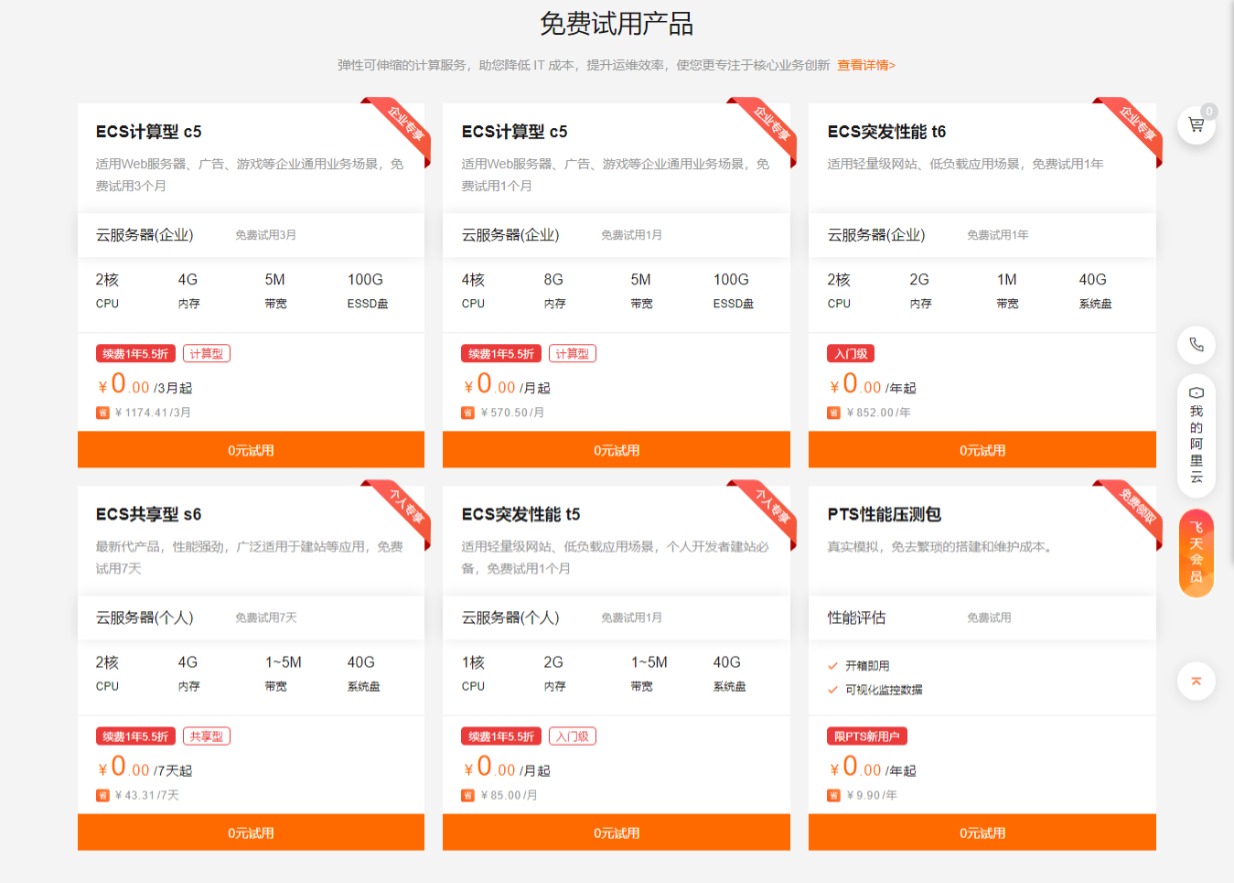 免费试用产品
弹性可伸缩的计算服务，助您降低 IT 成本，提升运维效率，使您更专注于核心业务创新 查看详情>
企业专享
ECS计算型 c5
适用Web服务器、广告、游戏等企业通用业务场景，免
费试用3个月
云服务器(企业) 免费试用3月
2核 4G 5M 100G
CPU 内存 带宽 ESSD盘
续费1年5.5折 计算型
¥0.00 /3月起
省 ¥1174.41/3月
0元试用
企业专享
ECS计算型 c5
适用Web服务器、广告、游戏等企业通用业务场景，免
费试用1个月
云服务器(企业) 免费试用1月
4核 8G 5M 100G
CPU 内存 带宽 ESSD盘
续费1年5.5折 计算型
¥0.00 /月起
省 ¥570.50/月
0元试用
企业专享
ECS突发性能 t6
适用轻量级网站、低负载应用场景，免费试用1年
云服务器(企业) 免费试用1年
2核 2G 1M 40G
CPU 内存 带宽 系统盘
入门级
¥0.00 /年起
省 ¥852.00/年
0元试用
个人专享
ECS共享型 s6
最新代产品，性能强劲，广泛适用于建站等应用，免费
试用7天
云服务器(个人) 免费试用7天
2核 4G 1~5M 40G
CPU 内存 带宽 系统盘
续费1年5.5折 共享型
¥0.00 /7天起
省 ¥43.31/7天
0元试用
个人专享
ECS突发性能 t5
适用轻量级网站、低负载应用场景，个人开发者建站必
备，免费试用1个月
云服务器(个人) 免费试用1月
1核 2G 1~5M 40G
CPU 内存 带宽 系统盘
续费1年5.5折 入门级
¥0.00 /月起
省 ¥85.00/月
0元试用
免费领取
PTS性能压测包
真实模拟，免去繁琐的搭建和维护成本。
性能评估 免费试用
开箱即用
可视化监控数据
限PTS新用户
¥0.00 /年起
省 ¥9.90/年
0元试用
0
我的阿里云
飞天会员